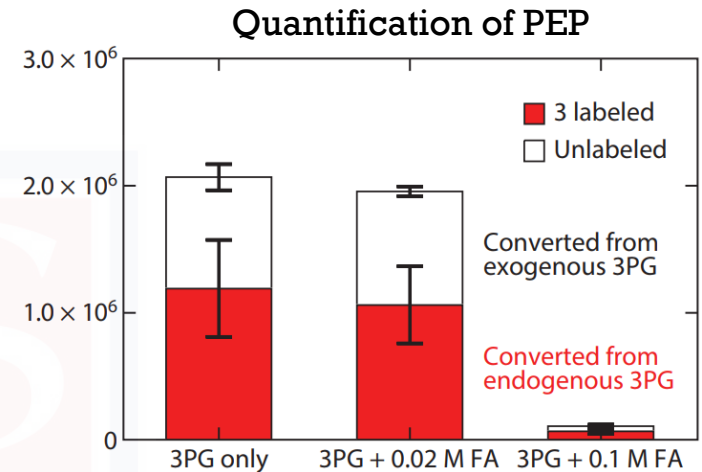 Quantification of PEP
3.0 × 10⁶
3 labeled
Unlabeled
2.0 × 10⁶
Converted from
exogenous 3PG
1.0 × 10⁶
Converted from
endogenous 3PG
0
3PG only 3PG + 0.02 M FA 3PG + 0.1 M FA